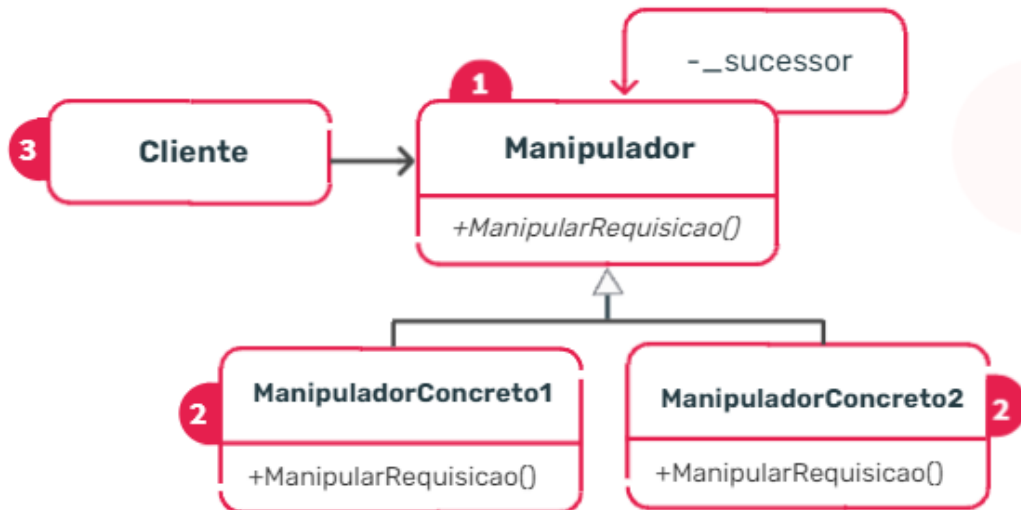 -_sucessor
1
3
Cliente
Manipulador
+ManipularRequisicao()
2
ManipuladorConcreto1
+ManipularRequisicao()
ManipuladorConcreto2
2
+ManipularRequisicao()